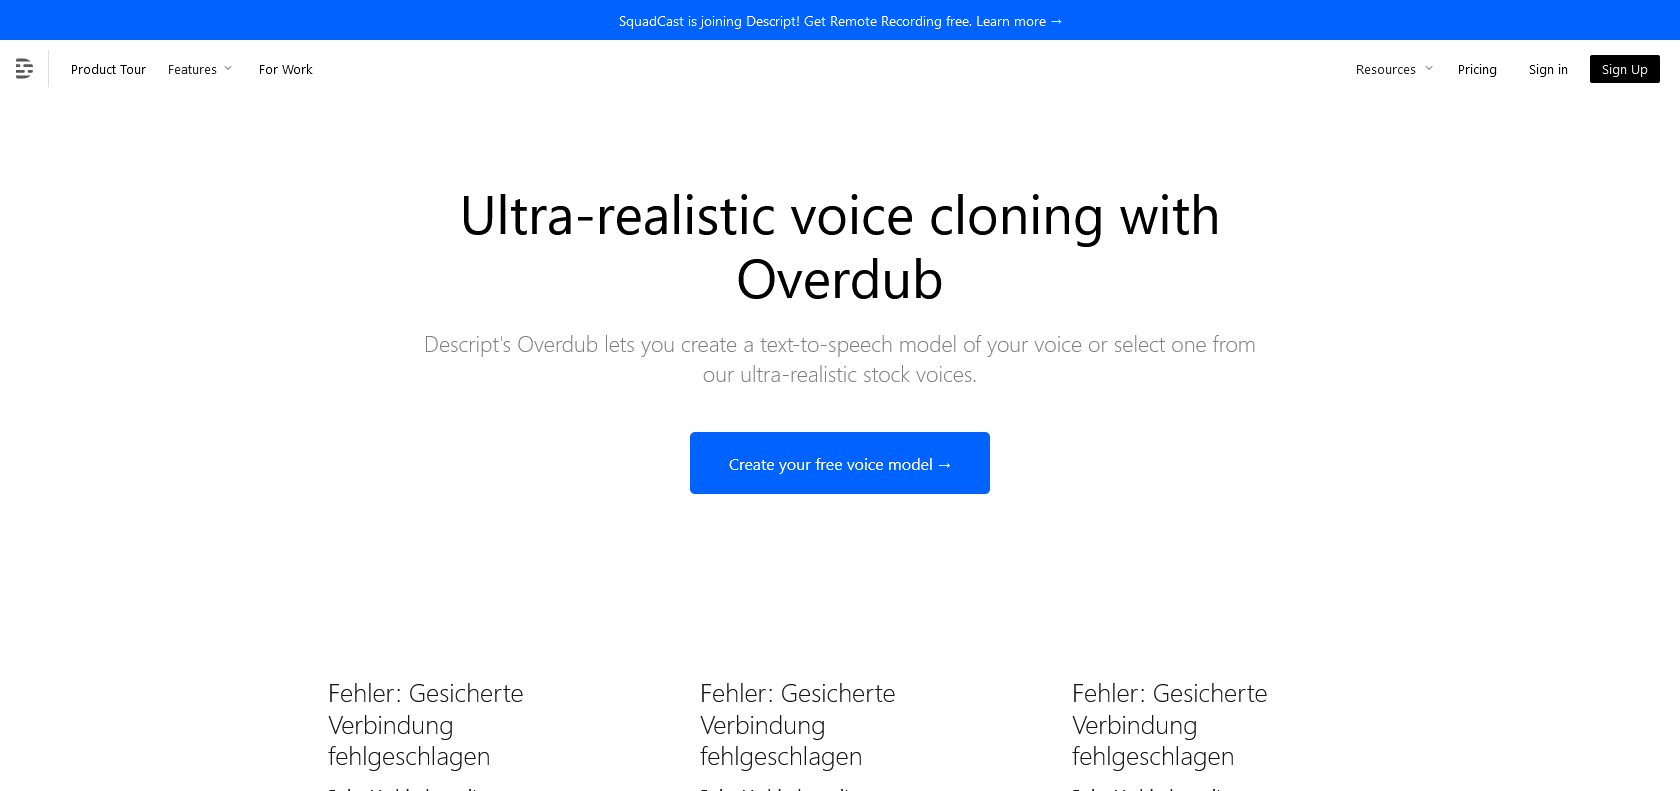 SquadCast is joining Descript! Get Remote Recording free. Learn more →
Product Tour Features For Work Resources Pricing Sign in Sign Up
Ultra-realistic voice cloning with
Overdub
Descript's Overdub lets you create a text-to-speech model of your voice or select one from
our ultra-realistic stock voices.
Create your free voice model →
Fehler: Gesicherte Fehler: Gesicherte Fehler: Gesicherte
Verbindung Verbindung Verbindung
fehlgeschlagen fehlgeschlagen fehlgeschlagen